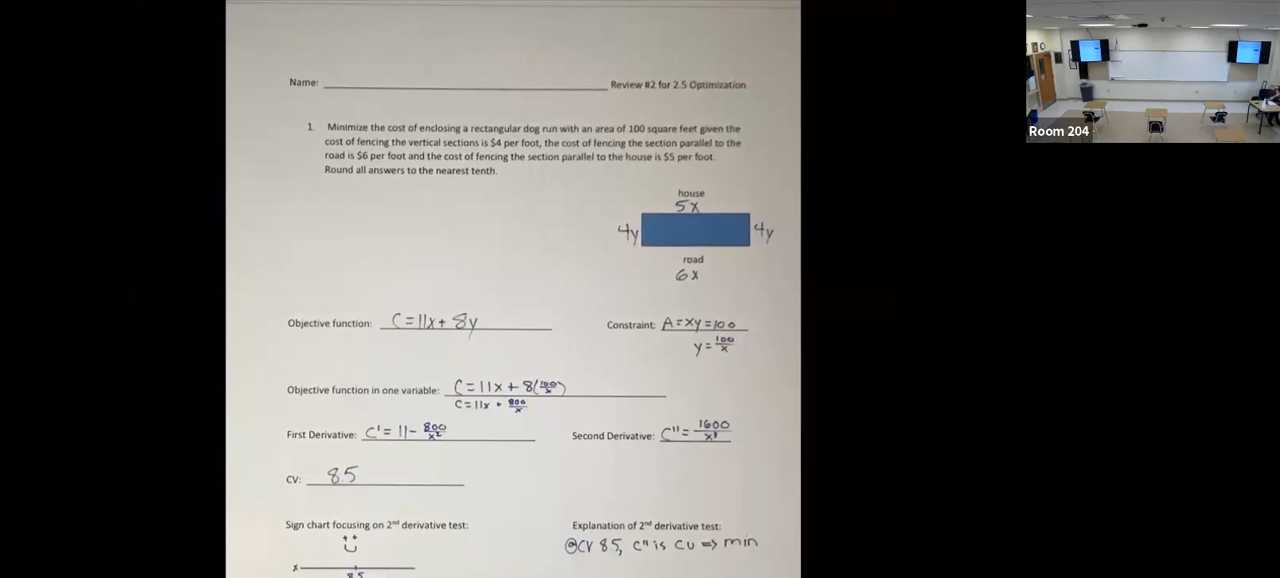 Name: Review #2 for 2.5 Optimization
1. Minimize the cost of enclosing a rectangular dog run with an area of 100 square feet given the
cost of fencing the vertical sections is $4 per foot, the cost of fencing the section parallel to the
road is $6 per foot and the cost of fencing the section parallel to the house is $5 per foot.
Round all answers to the nearest tenth.
house
5x
4y 4y
road
6x
Objective function: C=11x+8y Constraint: A=xy=100
y=100/x
Objective function in one variable: C=11x+8(100/x)
C=11x+800/x
First Derivative: C'=11-800/x² Second Derivative: C"=1600/x³
CV: 8.5
Sign chart focusing on 2nd derivative test: Explanation of 2nd derivative test:
++
@CV 8.5, C" is CU => min
x
8.5
Room 204